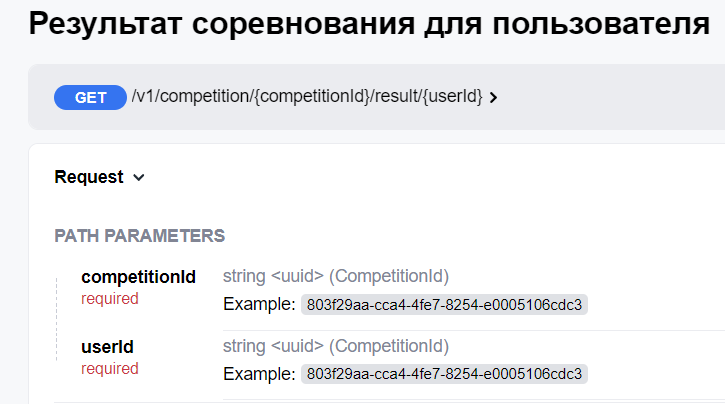 Результат соревнования для пользователя
GET /v1/competition/{competitionId}/result/{userId}
Request
PATH PARAMETERS
competitionId string <uuid> (CompetitionId)
required Example: 803f29aa-cca4-4fe7-8254-e0005106cdc3
userId string <uuid> (CompetitionId)
required Example: 803f29aa-cca4-4fe7-8254-e0005106cdc3